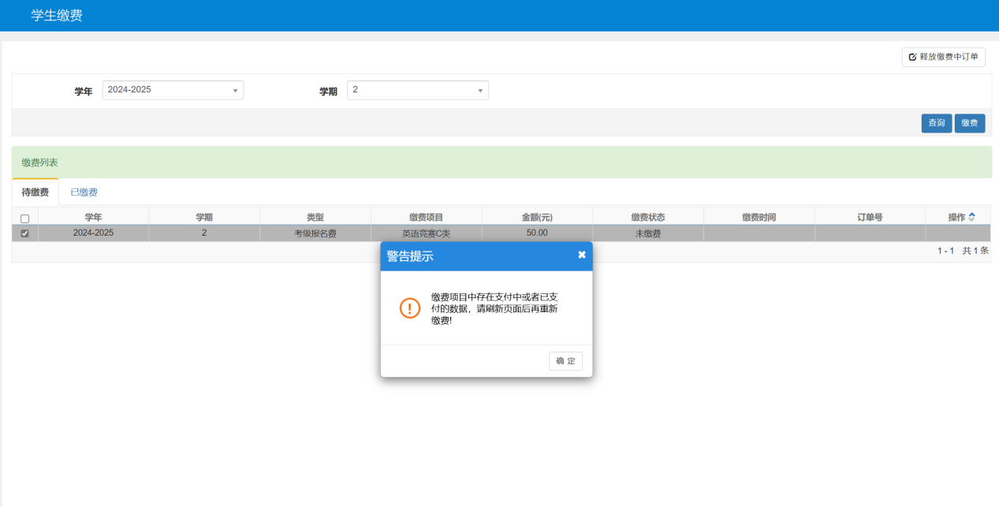 学生缴费
释放缴费中订单
学年 2024-2025 学期 2
查询 缴费
缴费列表
待缴费 已缴费
学年 学期 类型 缴费项目 金额(元) 缴费状态 缴费时间 订单号 操作
2024-2025 2 考级报名费 英语竞赛C类 50.00 未缴费
1 - 1 共 1 条
警告提示
缴费项目中存在支付中或者已支
付的数据，请刷新页面后再重新
缴费!
确 定